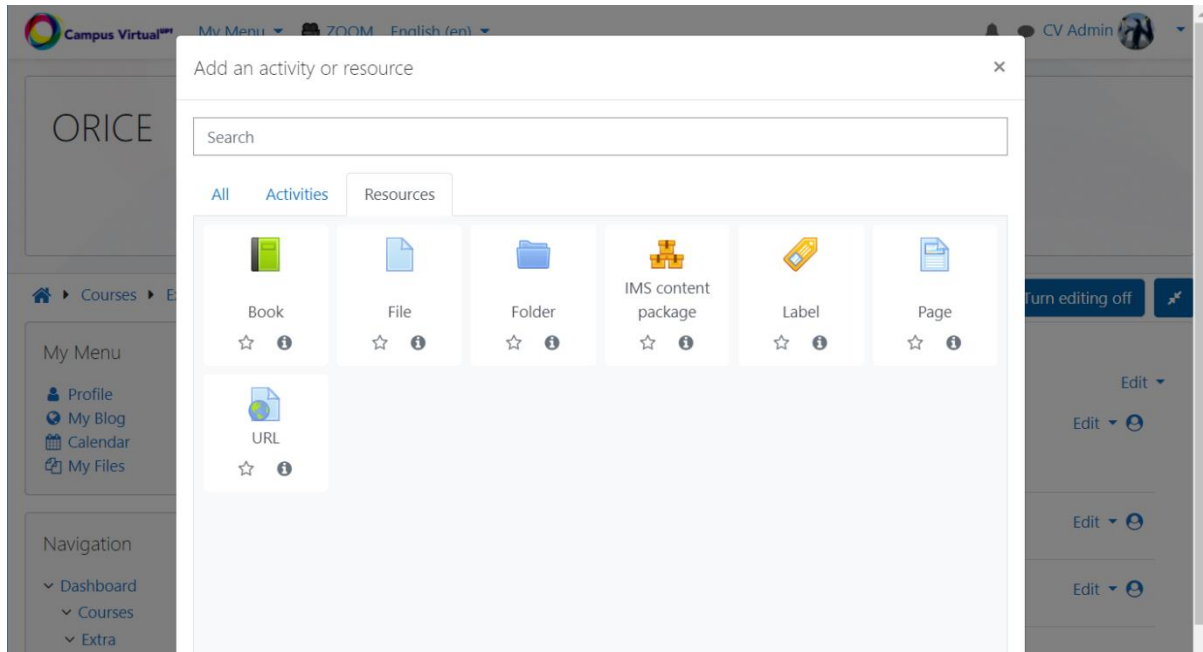 Campus Virtual UPV My Menu ZOOM English (en) CV Admin
Add an activity or resource ×
ORICE
Search
All Activities Resources
Book File Folder IMS content package Label Page
Courses
Turn editing off
My Menu
Profile
My Blog
Calendar
My Files
URL
Edit
Edit
Edit
Edit
Navigation
Dashboard
Courses
Extra